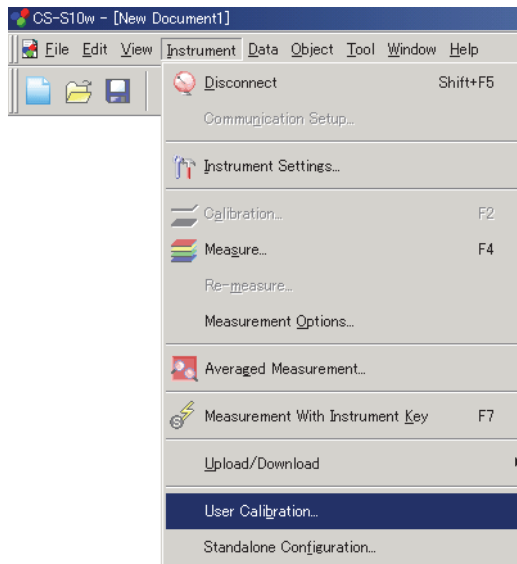 CS-S10w - [New Document1]
File Edit View Instrument Data Object Tool Window Help
Disconnect Shift+F5
Communication Setup...
Instrument Settings...
Calibration... F2
Measure... F4
Re-measure...
Measurement Options...
Averaged Measurement...
Measurement With Instrument Key F7
Upload/Download
User Calibration...
Standalone Configuration...